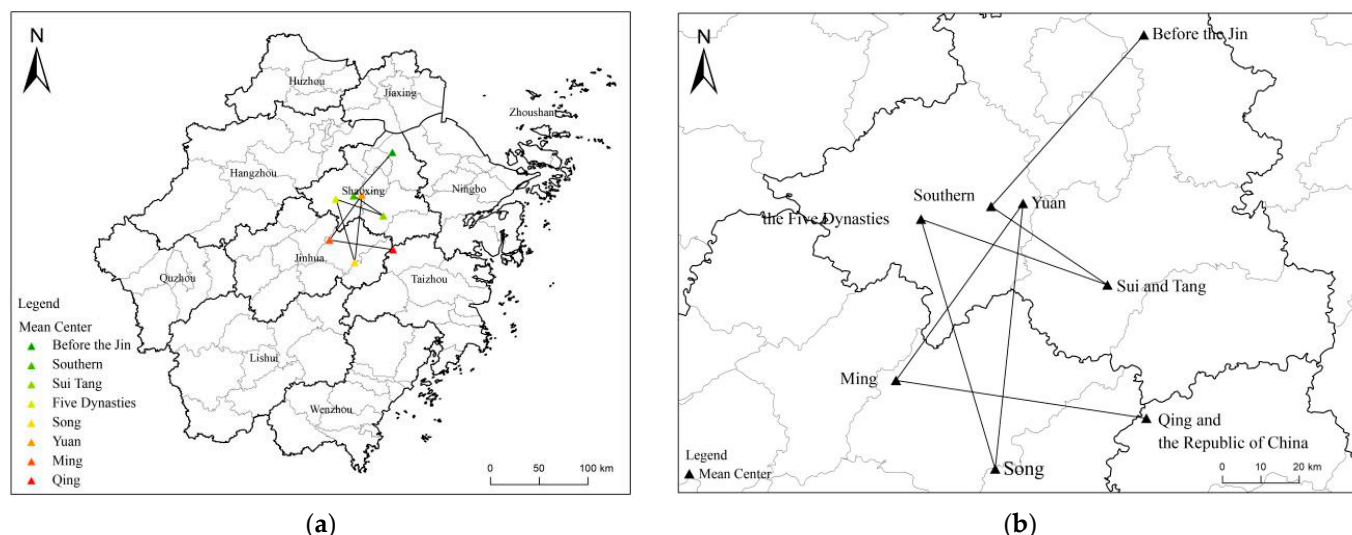 N
Huzhou
Jiaxing
Zhoushan
Hangzhou
Shaoxing
Ningbo
Jinhua
Quzhou
Taizhou
Lishui
Wenzhou
Legend
Mean Center
Before the Jin
Southern
Sui Tang
Five Dynasties
Song
Yuan
Ming
Qing
0 50 100 km
(a)
N
Before the Jin
Southern
Yuan
the Five Dynasties
Sui and Tang
Ming
Qing and
the Republic of China
Song
Legend
Mean Center
0 10 20 km
(b)